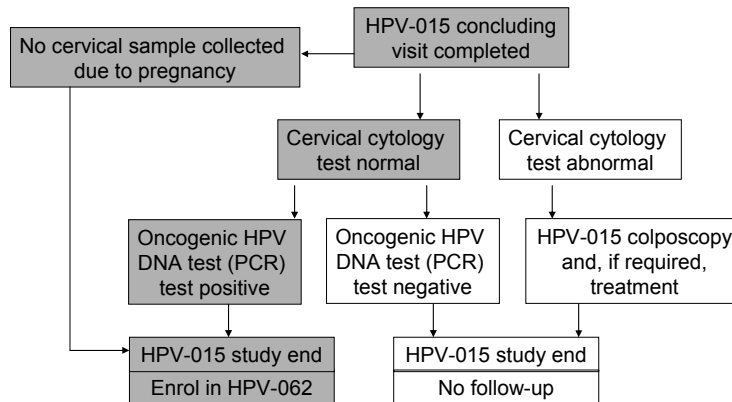 No cervical sample collected
due to pregnancy
HPV-015 concluding
visit completed
Cervical cytology
test normal
Cervical cytology
test abnormal
Oncogenic HPV
DNA test (PCR)
test positive
Oncogenic HPV
DNA test (PCR)
test negative
HPV-015 colposcopy
and, if required,
treatment
HPV-015 study end
Enrol in HPV-062
HPV-015 study end
No follow-up